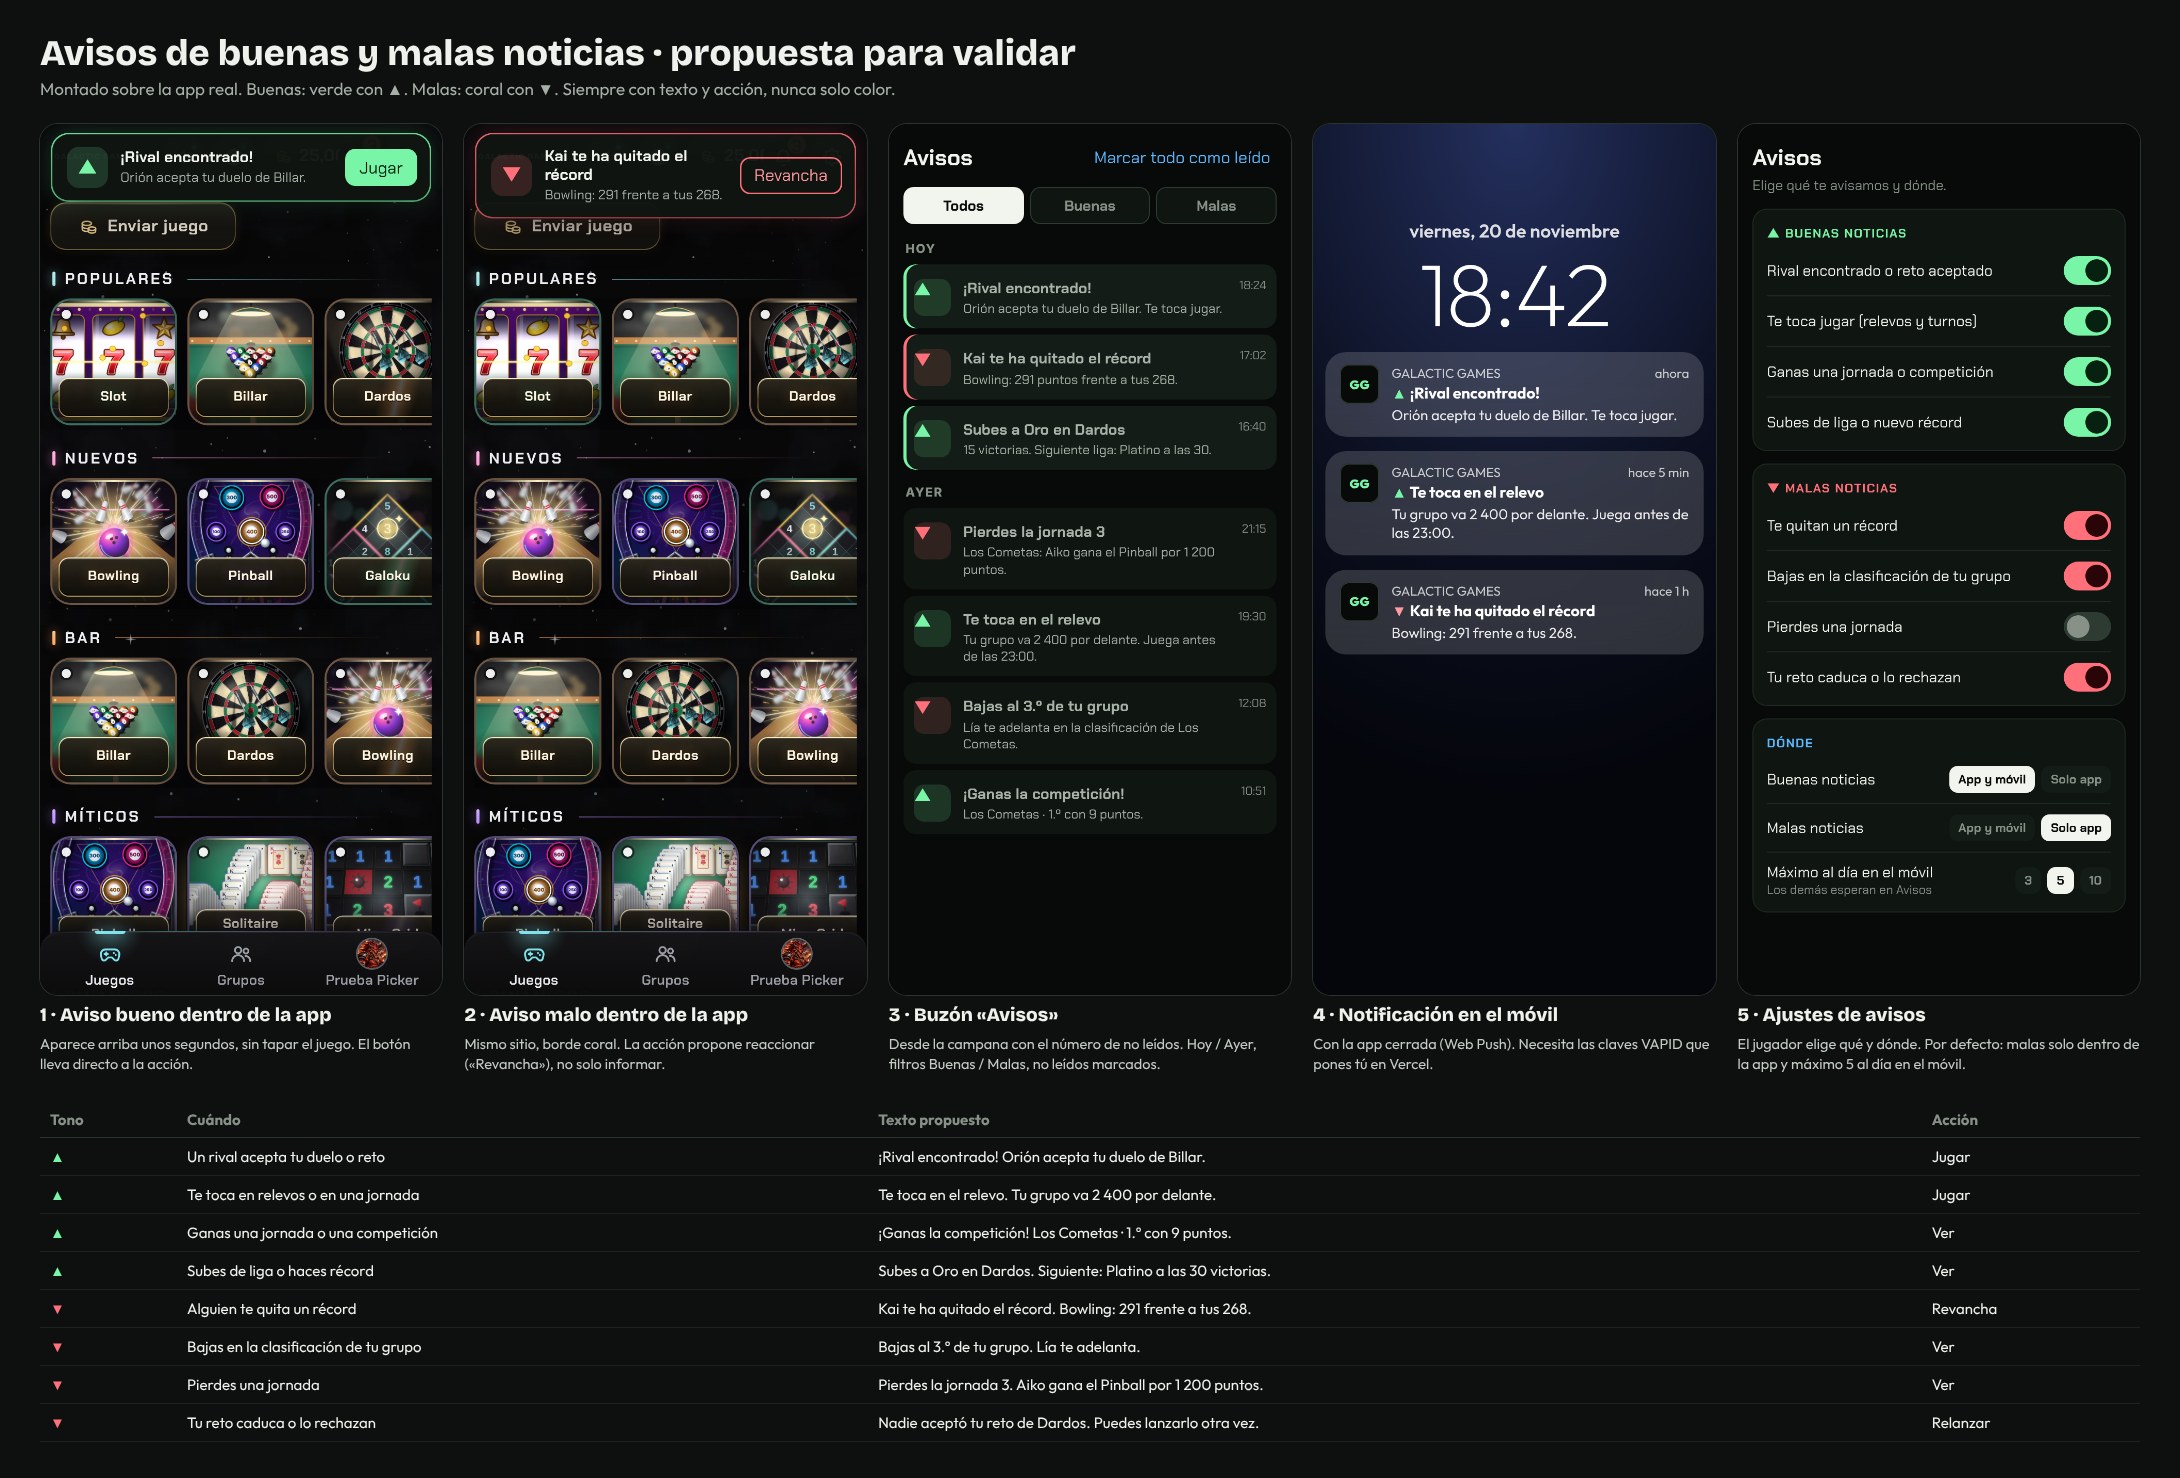 Avisos de buenas y malas noticias · propuesta para validar
Montado sobre la app real. Buenas: verde con ▲. Malas: coral con ▼. Siempre con texto y acción, nunca solo color.
¡Rival encontrado!
Orión acepta tu duelo de Billar.
Jugar
Enviar juego
POPULARES
Slot
Billar
Dardos
NUEVOS
Bowling
Pinball
Galoku
BAR
Billar
Dardos
Bowling
MÍTICOS
Solitaire
Juegos
Grupos
Prueba Picker
1 · Aviso bueno dentro de la app
Aparece arriba unos segundos, sin tapar el juego. El botón
lleva directo a la acción.
Kai te ha quitado el
récord
Bowling: 291 frente a tus 268.
Revancha
Enviar juego
POPULARES
Slot
Billar
Dardos
NUEVOS
Bowling
Pinball
Galoku
BAR
Billar
Dardos
Bowling
MÍTICOS
Solitaire
Juegos
Grupos
Prueba Picker
2 · Aviso malo dentro de la app
Mismo sitio, borde coral. La acción propone reaccionar
(«Revancha»), no solo informar.
Avisos
Marcar todo como leído
Todos
Buenas
Malas
HOY
¡Rival encontrado!
18:24
Orión acepta tu duelo de Billar. Te toca jugar.
Kai te ha quitado el récord
17:02
Bowling: 291 puntos frente a tus 268.
Subes a Oro en Dardos
16:40
15 victorias. Siguiente liga: Platino a las 30.
AYER
Pierdes la jornada 3
21:15
Los Cometas: Aiko gana el Pinball por 1 200
puntos.
Te toca en el relevo
19:30
Tu grupo va 2 400 por delante. Juega antes
de las 23:00.
Bajas al 3.º de tu grupo
12:08
Lía te adelanta en la clasificación de Los
Cometas.
¡Ganas la competición!
10:51
Los Cometas · 1.º con 9 puntos.
3 · Buzón «Avisos»
Desde la campana con el número de no leídos. Hoy / Ayer,
filtros Buenas / Malas, no leídos marcados.
viernes, 20 de noviembre
18:42
GG
GALACTIC GAMES
ahora
▲ ¡Rival encontrado!
Orión acepta tu duelo de Billar. Te toca jugar.
GG
GALACTIC GAMES
hace 5 min
▲ Te toca en el relevo
Tu grupo va 2 400 por delante. Juega antes de
las 23:00.
GG
GALACTIC GAMES
hace 1 h
▼ Kai te ha quitado el récord
Bowling: 291 frente a tus 268.
4 · Notificación en el móvil
Con la app cerrada (Web Push). Necesita las claves VAPID que
pones tú en Vercel.
Avisos
Elige qué te avisamos y dónde.
▲ BUENAS NOTICIAS
Rival encontrado o reto aceptado
Te toca jugar (relevos y turnos)
Ganas una jornada o competición
Subes de liga o nuevo récord
▼ MALAS NOTICIAS
Te quitan un récord
Bajas en la clasificación de tu grupo
Pierdes una jornada
Tu reto caduca o lo rechazan
DÓNDE
Buenas noticias
App y móvil
Solo app
Malas noticias
App y móvil
Solo app
Máximo al día en el móvil
Los demás esperan en Avisos
3
5
10
5 · Ajustes de avisos
El jugador elige qué y dónde. Por defecto: malas solo dentro de
la app y máximo 5 al día en el móvil.
Tono Cuándo Texto propuesto Acción
▲ Un rival acepta tu duelo o reto ¡Rival encontrado! Orión acepta tu duelo de Billar. Jugar
▲ Te toca en relevos o en una jornada Te toca en el relevo. Tu grupo va 2 400 por delante. Jugar
▲ Ganas una jornada o una competición ¡Ganas la competición! Los Cometas · 1.º con 9 puntos. Ver
▲ Subes de liga o haces récord Subes a Oro en Dardos. Siguiente: Platino a las 30 victorias. Ver
▼ Alguien te quita un récord Kai te ha quitado el récord. Bowling: 291 frente a tus 268. Revancha
▼ Bajas en la clasificación de tu grupo Bajas al 3.º de tu grupo. Lía te adelanta. Ver
▼ Pierdes una jornada Pierdes la jornada 3. Aiko gana el Pinball por 1 200 puntos. Ver
▼ Tu reto caduca o lo rechazan Nadie aceptó tu reto de Dardos. Puedes lanzarlo otra vez. Relanzar